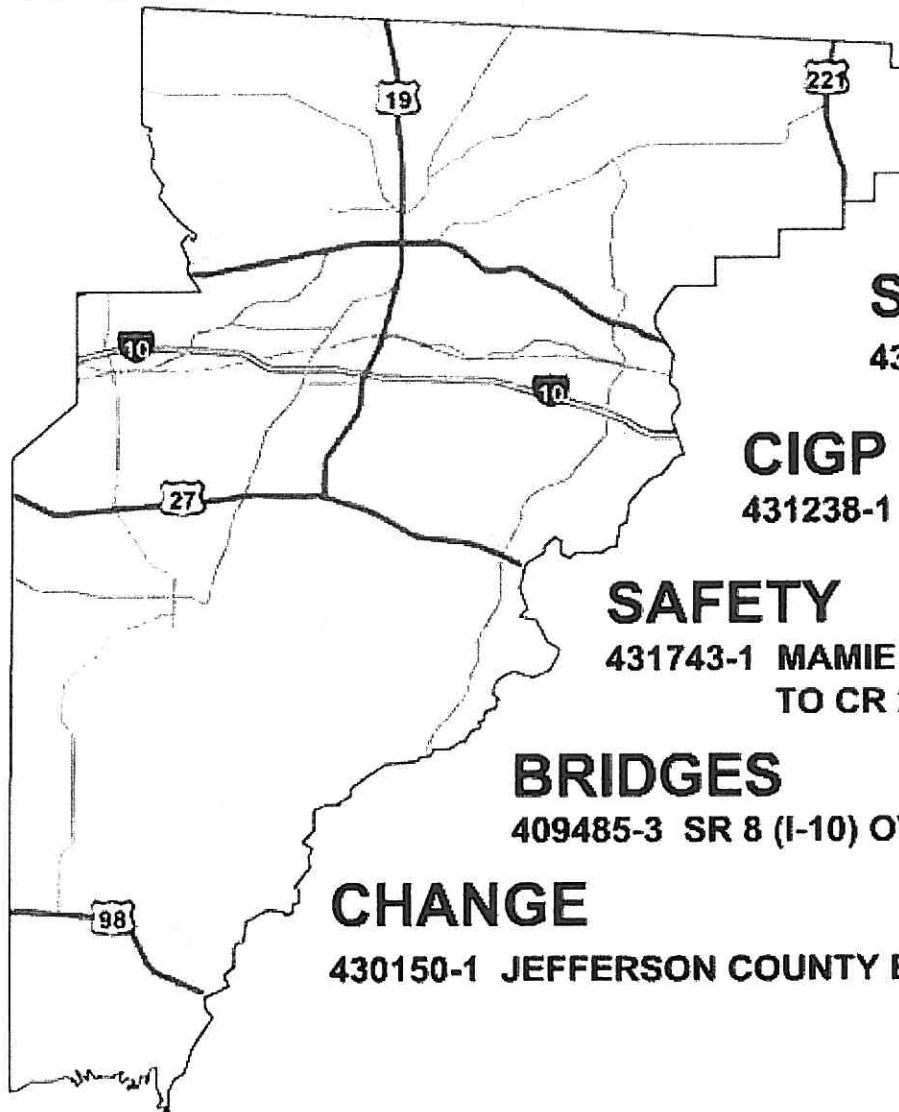 19
221
10
10
27
S
43
CIGP
431238-1
SAFETY
431743-1 MAMIE
TO CR
BRIDGES
409485-3 SR 8 (I-10)
CHANGE
98
430150-1 JEFFERSON COUNTY